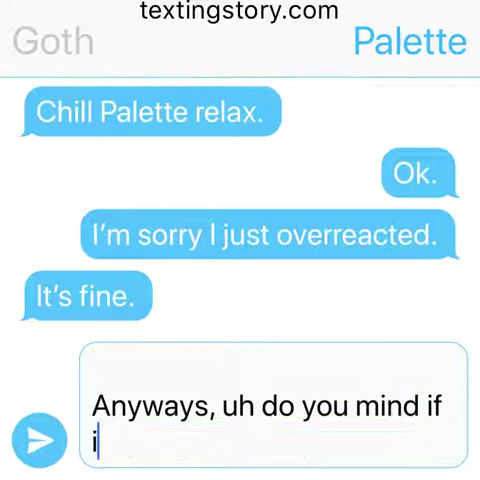 textingstory.com
Goth
Palette
Chill Palette relax.
Ok.
I'm sorry I just overreacted.
It's fine.
Anyways, uh do you mind if
i